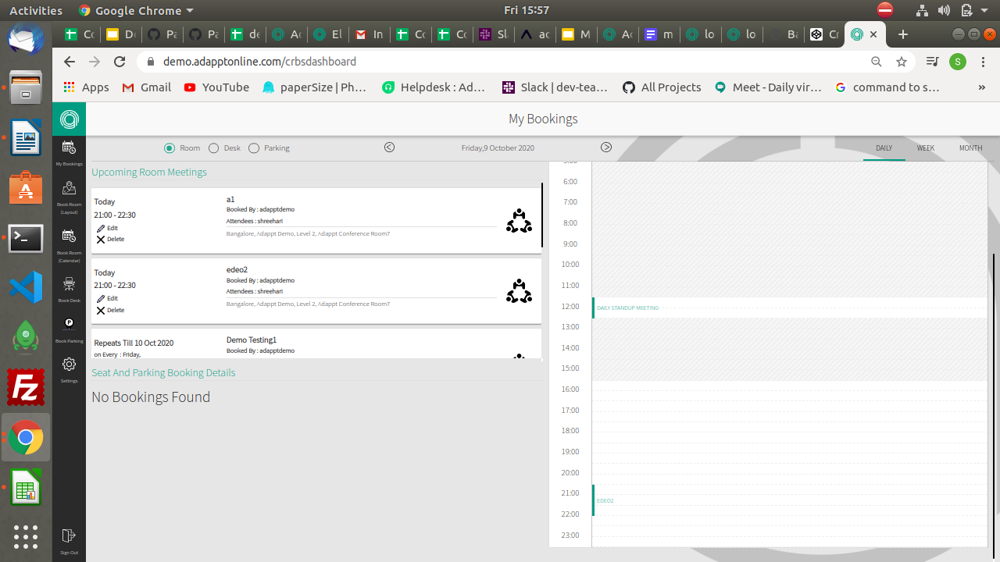 Activities
Google Chrome
Fri 15:57
Co
Do
Pa
Pa
de
Ac
El
In
Co
Co
Sl
ac
M
Ac
m
lo
lo
Ba
Cr
demo.adapptonline.com/crbsdashboard
S
Apps
Gmail
YouTube
paperSize | Ph…
Helpdesk : Ad…
Slack | dev-tea…
All Projects
Meet - Daily vir…
command to s…
»
My Bookings
Room
Desk
Parking
Friday,9 October 2020
DAILY
WEEK
MONTH
My Bookings
Book Room
(Layout)
Book Room
(Calendar)
Book Desk
Book Parking
Settings
Sign Out
Upcoming Room Meetings
Today
21:00 - 22:30
Edit
Delete
a1
Booked By : adapptdemo
Attendees : shreehari
Bangalore, Adappt Demo, Level 2, Adappt Conference Room7
Today
21:00 - 22:30
Edit
Delete
edeo2
Booked By : adapptdemo
Attendees : shreehari
Bangalore, Adappt Demo, Level 2, Adappt Conference Room7
Repeats Till 10 Oct 2020
on Every : Friday,
Demo Testing1
Booked By : adapptdemo
Seat And Parking Booking Details
No Bookings Found
5:00
6:00
7:00
8:00
9:00
10:00
11:00
12:00
DAILY STANDUP MEETING
13:00
14:00
15:00
16:00
17:00
18:00
19:00
20:00
21:00
EDEO2
22:00
23:00